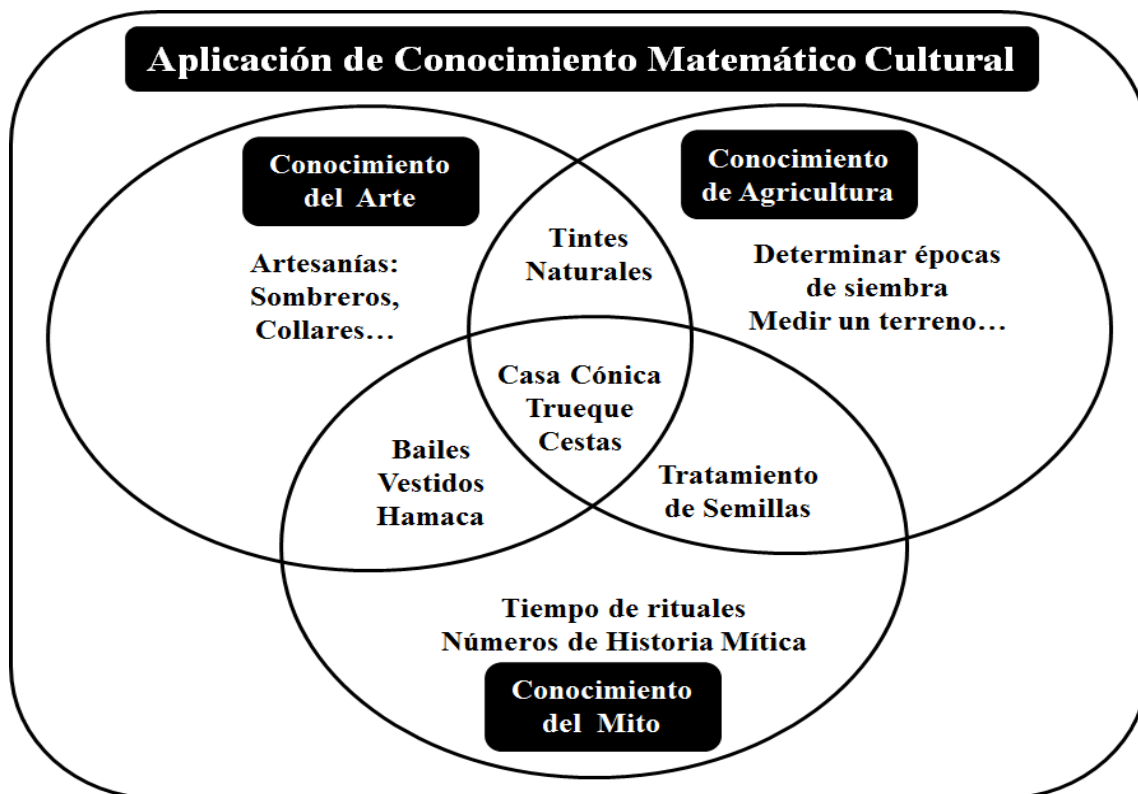 Aplicación de Conocimiento Matemático Cultural
Conocimiento
del Arte
Conocimiento
de Agricultura
Artesanías:
Sombreros,
Collares…
Tintes
Naturales
Determinar épocas
de siembra
Medir un terreno…
Casa Cónica
Trueque
Cestas
Bailes
Vestidos
Hamaca
Tratamiento
de Semillas
Tiempo de rituales
Números de Historia Mítica
Conocimiento
del Mito